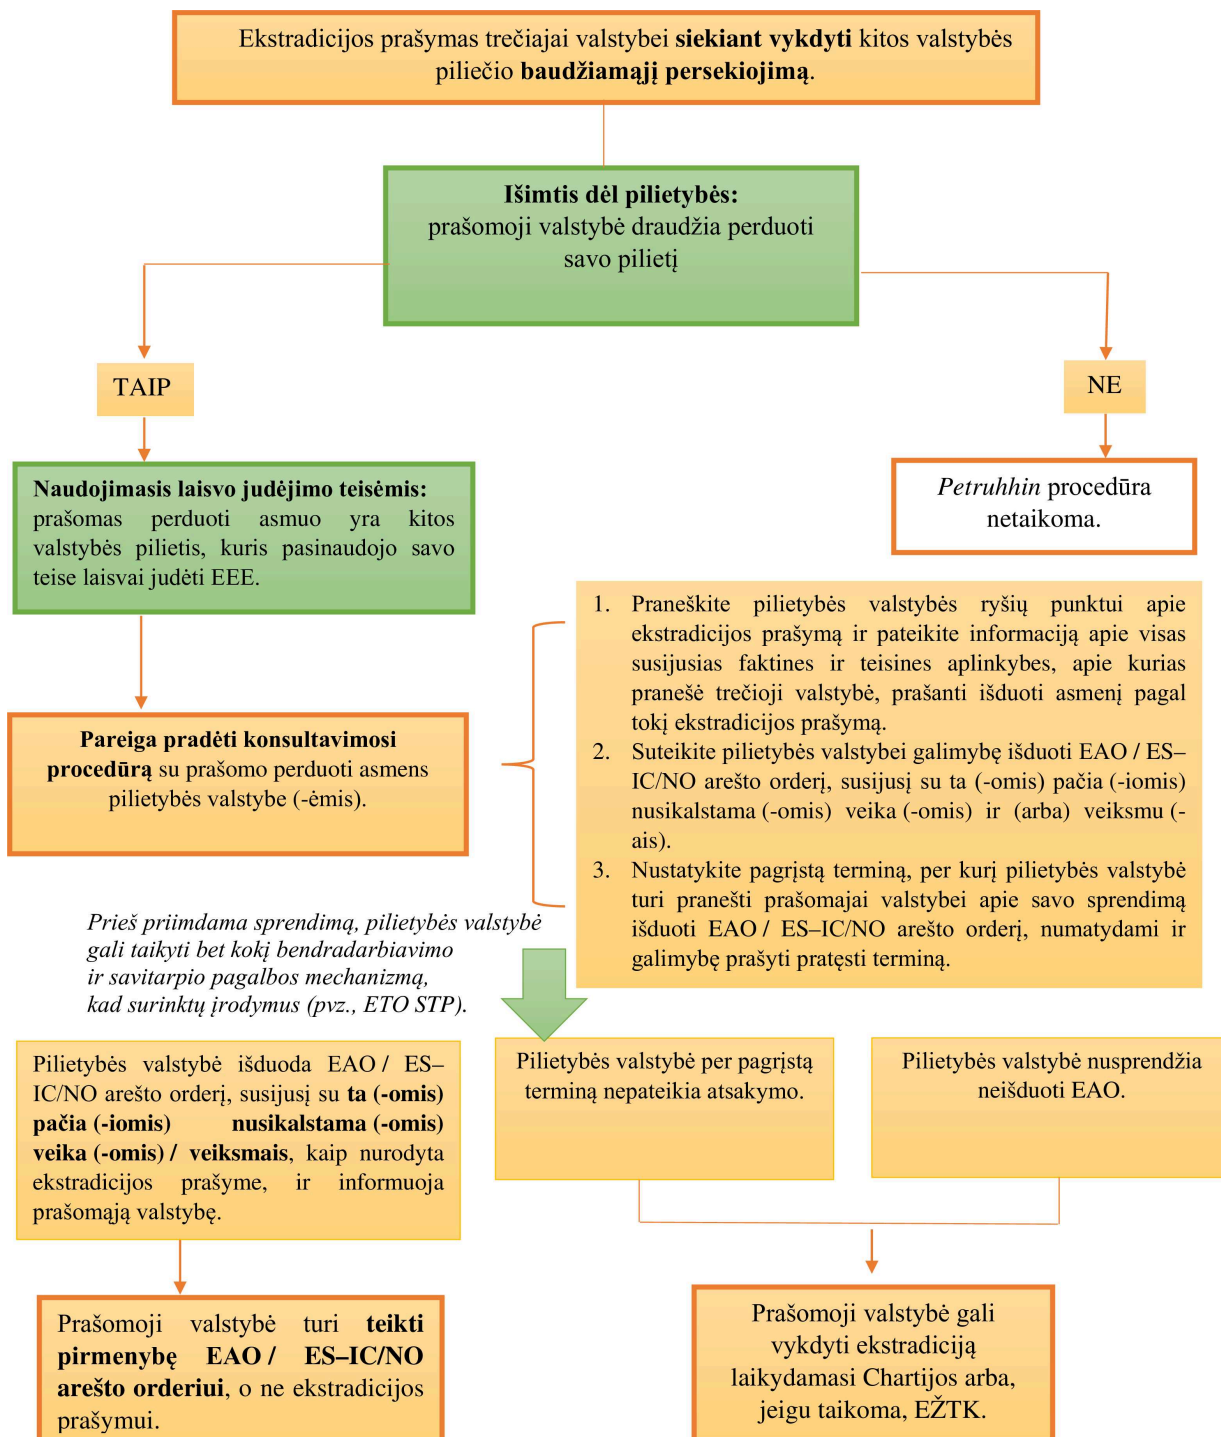 Ekstradicijos prašymas trečiajai valstybei siekiant vykdyti kitos valstybės
piliečio baudžiamąjį persekiojimą.
Išimtis dėl pilietybės:
prašomoji valstybė draudžia perduoti
savo pilietį
TAIP
NE
Naudojimasis laisvo judėjimo teisėmis:
prašomas perduoti asmuo yra kitos
valstybės pilietis, kuris pasinaudojo savo
teise laisvai judėti EEE.
Petruhhin procedūra
netaikoma.
Pareiga pradėti konsultavimosi
procedūrą su prašomo perduoti asmens
pilietybės valstybe (-ėmis).
1. Praneškite pilietybės valstybės ryšių punktui apie
ekstradicijos prašymą ir pateikite informaciją apie visas
susijusias faktines ir teisines aplinkybes, apie kurias
pranešė trečioji valstybė, prašanti išduoti asmenį pagal
tokį ekstradicijos prašymą.
2. Suteikite pilietybės valstybei galimybę išduoti EAO / ES–
IC/NO arešto orderį, susijusį su ta (-omis) pačia (-iomis)
nusikalstama (-omis) veika (-omis) ir (arba) veiksmu (-
ais).
3. Nustatykite pagrįstą terminą, per kurį pilietybės valstybė
turi pranešti prašomajai valstybei apie savo sprendimą
išduoti EAO / ES–IC/NO arešto orderį, numatydami ir
galimybę prašyti pratęsti terminą.
Prieš priimdama sprendimą, pilietybės valstybė
gali taikyti bet kokį bendradarbiavimo
ir savitarpio pagalbos mechanizmą,
kad surinktų įrodymus (pvz., ETO STP).
Pilietybės valstybė išduoda EAO / ES–
IC/NO arešto orderį, susijusį su ta (-omis)
pačia (-iomis) nusikalstama (-omis)
veika (-omis) / veiksmais, kaip nurodyta
ekstradicijos prašyme, ir informuoja
prašomąją valstybę.
Pilietybės valstybė per pagrįstą
terminą nepateikia atsakymo.
Pilietybės valstybė nusprendžia
neišduoti EAO.
Prašomoji valstybė turi teikti
pirmenybę EAO / ES–IC/NO
arešto orderiui, o ne ekstradicijos
prašymui.
Prašomoji valstybė gali
vykdyti ekstradiciją
laikydamasi Chartijos arba,
jeigu taikoma, EŽTK.